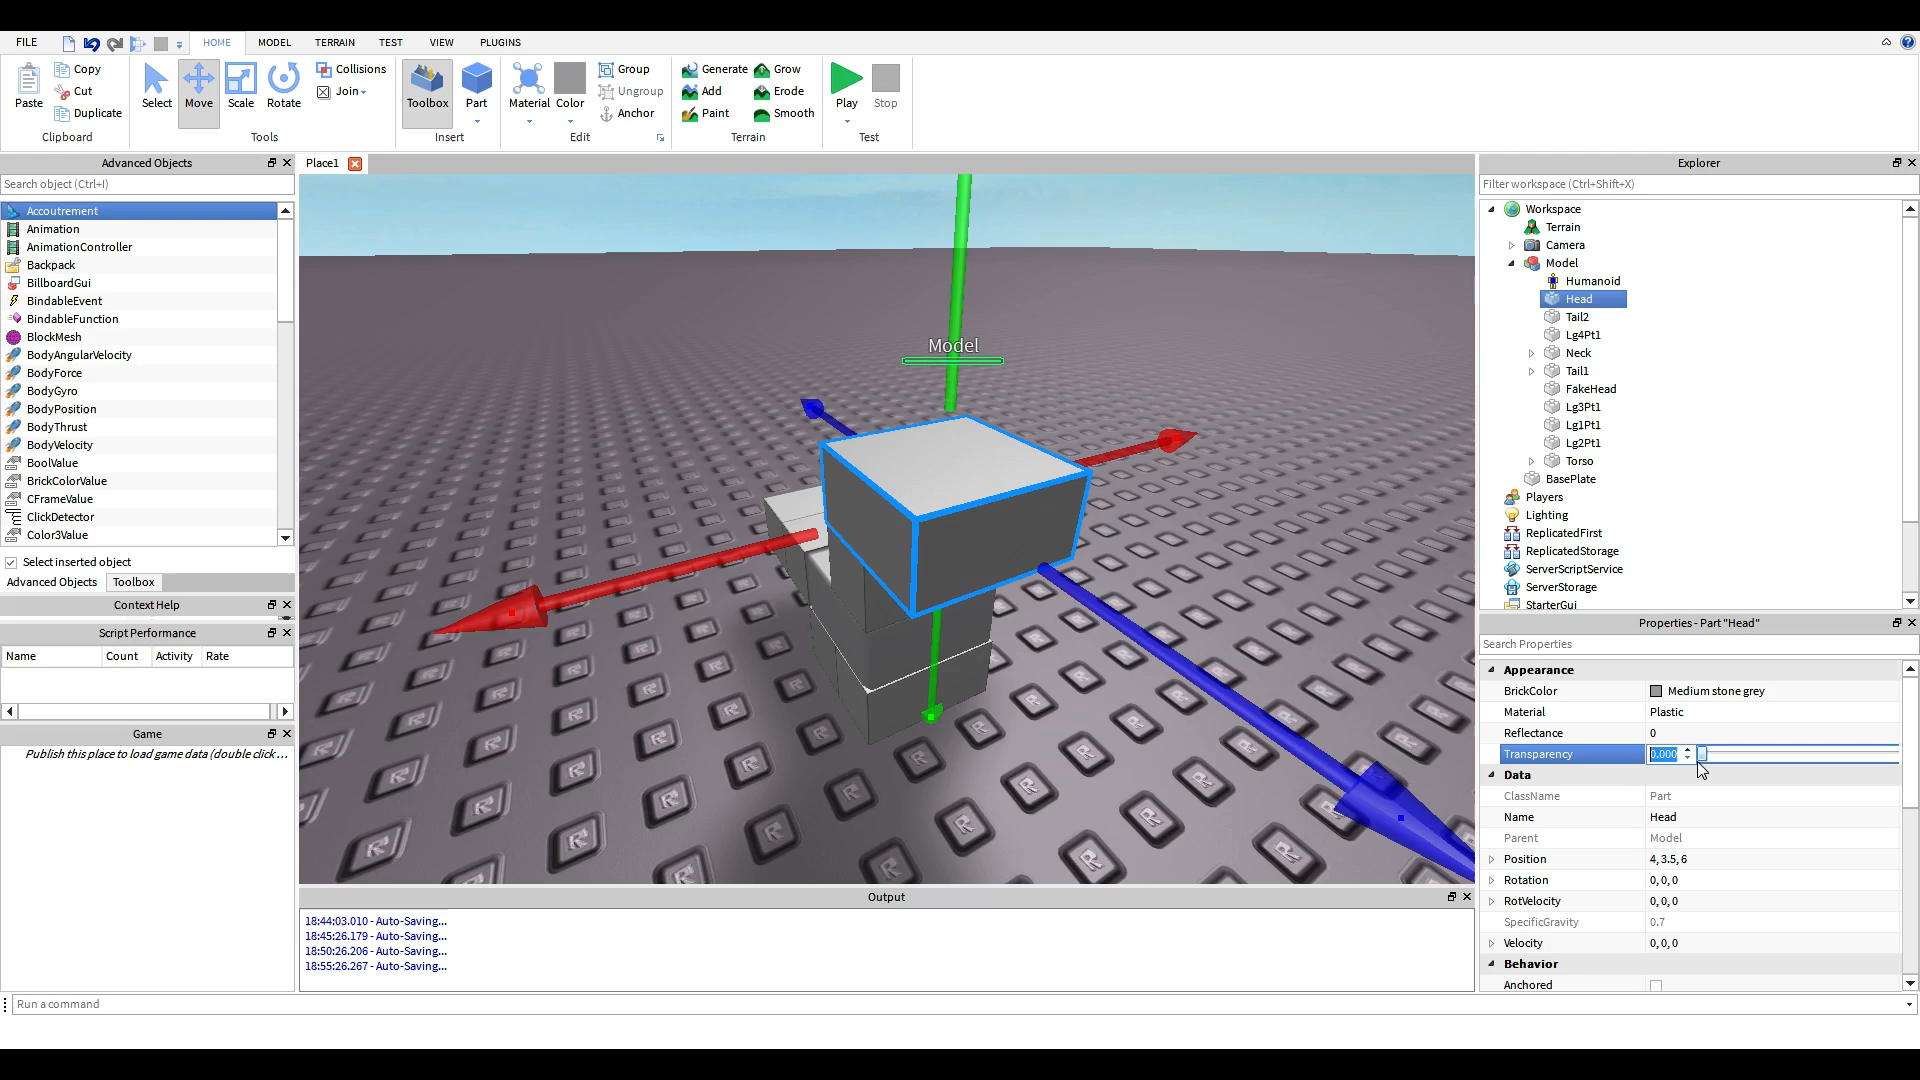 FILE HOME MODEL TERRAIN TEST VIEW PLUGINS
Paste
Copy
Cut
Duplicate
Clipboard
Select
Move
Scale
Rotate
Collisions
Join
Tools
Toolbox
Part
Insert
Material
Color
Group
Ungroup
Anchor
Edit
Generate Grow
Add Erode
Paint Smooth
Terrain
Play
Stop
Test
Advanced Objects
Search object (Ctrl+I)
Accoutrement
Animation
AnimationController
Backpack
BillboardGui
BindableEvent
BindableFunction
BlockMesh
BodyAngularVelocity
BodyForce
BodyGyro
BodyPosition
BodyThrust
BodyVelocity
BoolValue
BrickColorValue
CFrameValue
ClickDetector
Color3Value
Select inserted object
Advanced Objects Toolbox
Context Help
Script Performance
Name Count Activity Rate
Game
Publish this place to load game data (double click ...
Place1
Model
Output
18:44:03.010 - Auto-Saving...
18:45:26.179 - Auto-Saving...
18:50:26.206 - Auto-Saving...
18:55:26.267 - Auto-Saving...
Explorer
Filter workspace (Ctrl+Shift+X)
Workspace
Terrain
Camera
Model
Humanoid
Head
Tail2
Lg4Pt1
Neck
Tail1
FakeHead
Lg3Pt1
Lg1Pt1
Lg2Pt1
Torso
BasePlate
Players
Lighting
ReplicatedFirst
ReplicatedStorage
ServerScriptService
ServerStorage
StarterGui
Properties - Part "Head"
Search Properties
Appearance
BrickColor Medium stone grey
Material Plastic
Reflectance 0
Transparency 0.000
Data
ClassName Part
Name Head
Parent Model
Position 4, 3.5, 6
Rotation 0, 0, 0
RotVelocity 0, 0, 0
SpecificGravity 0.7
Velocity 0, 0, 0
Behavior
Anchored
Run a command